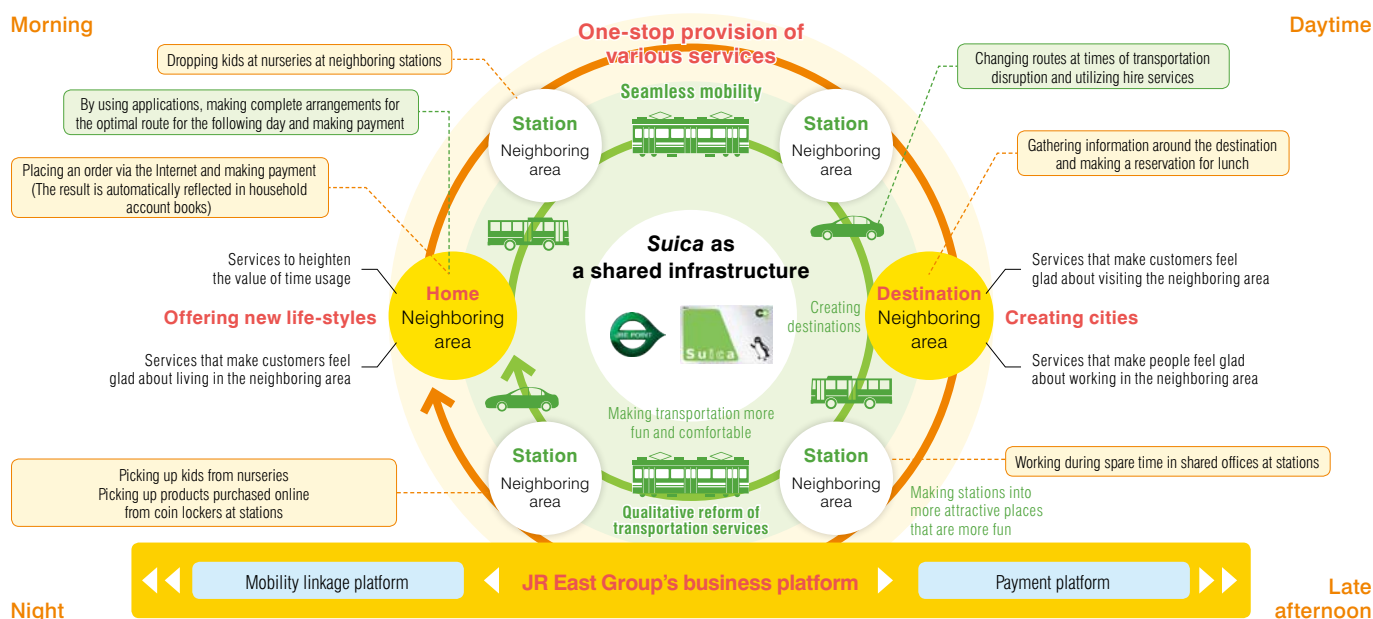 Morning
Daytime
One-stop provision of
various services
Dropping kids at nurseries at neighboring stations
Changing routes at times of transportation
disruption and utilizing hire services
By using applications, making complete arrangements for
the optimal route for the following day and making payment
Seamless mobility
Station
Neighboring
area
Station
Neighboring
area
Gathering information around the destination
and making a reservation for lunch
Placing an order via the Internet and making payment
(The result is automatically reflected in household
account books)
Suica as
a shared infrastructure
JRE POINT
Suica
Services to heighten
the value of time usage
Offering new life-styles
Services that make customers feel
glad about living in the neighboring area
Home
Neighboring
area
Creating
destinations
Destination
Neighboring
area
Services that make customers feel
glad about visiting the neighboring area
Creating cities
Services that make people feel glad
about working in the neighboring area
Making transportation more
fun and comfortable
Station
Neighboring
area
Qualitative reform of
transportation services
Station
Neighboring
area
Picking up kids from nurseries
Picking up products purchased online
from coin lockers at stations
Working during spare time in shared offices at stations
Making stations into
more attractive places
that are more fun
Mobility linkage platform
JR East Group's business platform
Payment platform
Night
Late
afternoon